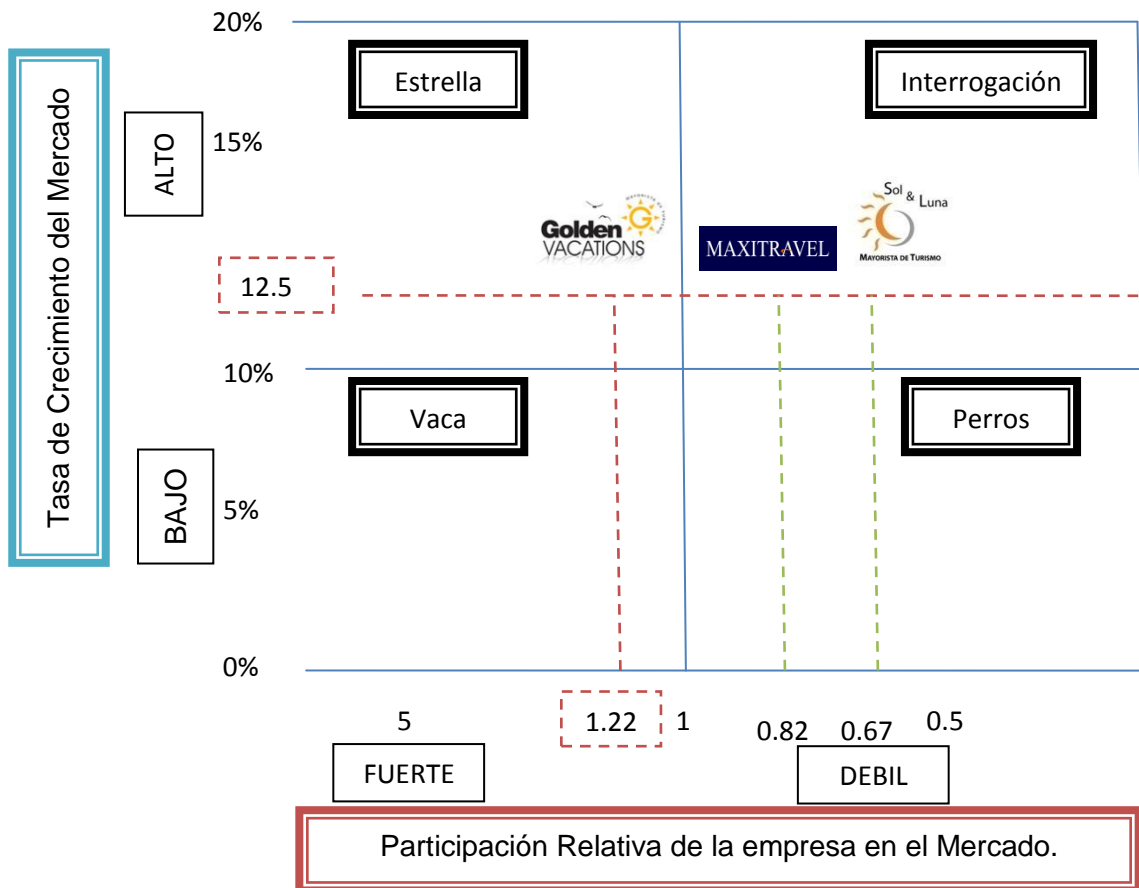 20%
Estrella
Interrogación
Tasa de Crecimiento del Mercado
ALTO
15%
Golden
VACATIONS
G
MAXITRAVEL
Sol & Luna
MAYORISTA DE TURISMO
12.5
10%
Vaca
Perros
BAJO
5%
0%
5
1.22
1
0.82
0.67
0.5
FUERTE
DEBIL
Participación Relativa de la empresa en el Mercado.